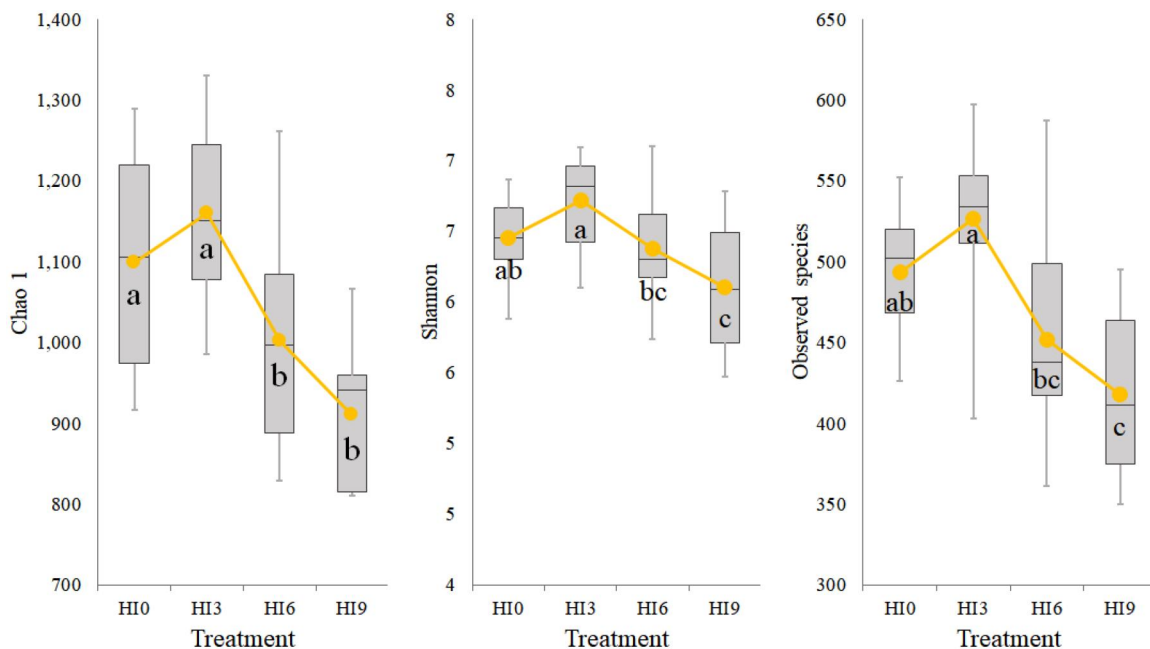 1,400
1,300
1,200
1,100
1,000
900
800
700
Chao 1
a
a
b
b
HI0 HI3 HI6 HI9
Treatment
8
8
7
7
6
6
5
5
4
Shannon
ab
a
bc
c
HI0 HI3 HI6 HI9
Treatment
650
600
550
500
450
400
350
300
Observed species
ab
a
bc
c
HI0 HI3 HI6 HI9
Treatment